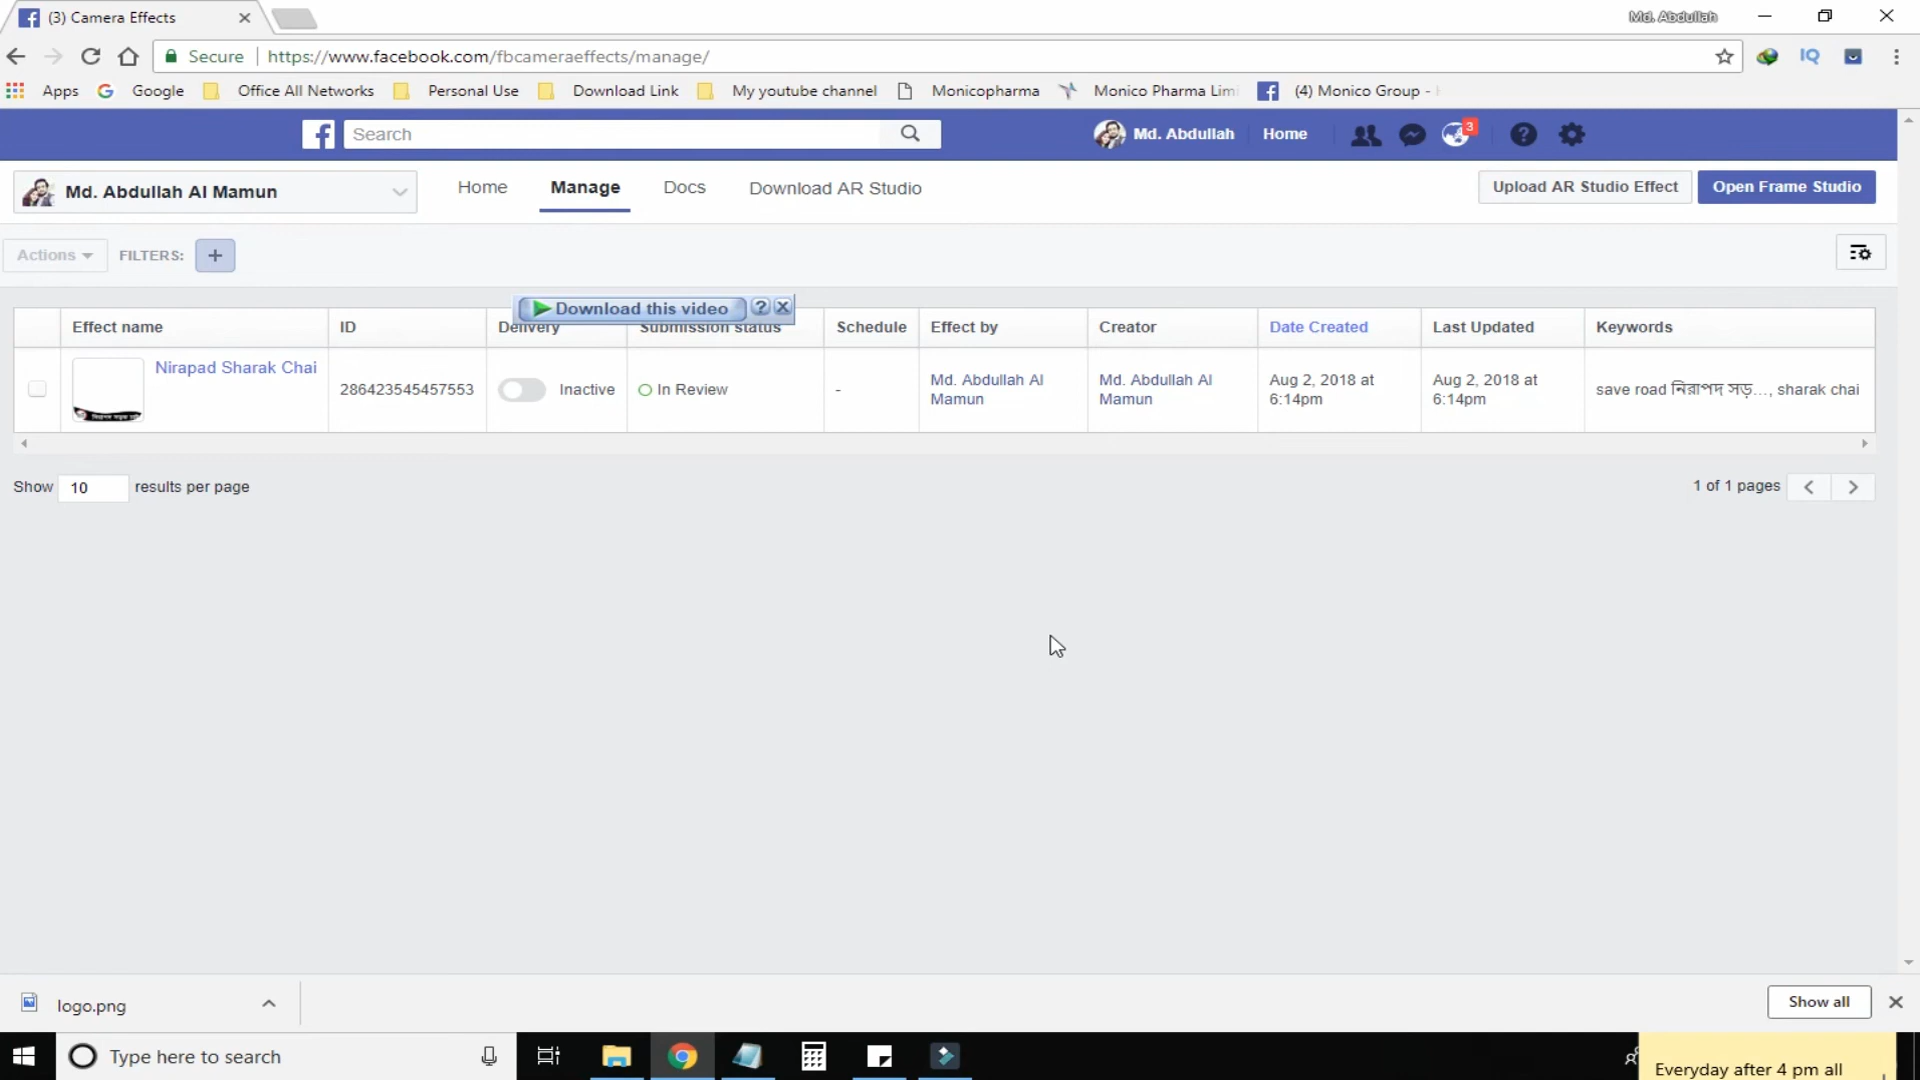 (3) Camera Effects
Md. Abdullah
Secure
https://www.facebook.com/fbcameraeffects/manage/
IQ
Apps
Google
Office All Networks
Personal Use
Download Link
My youtube channel
Monicopharma
Monico Pharma Lim
(4) Monico Group -
Search
Md. Abdullah
Home
3
Md. Abdullah Al Mamun
Home
Manage
Docs
Download AR Studio
Upload AR Studio Effect
Open Frame Studio
Actions
FILTERS:
Download this video
Effect name
ID
Delivery
Submission status
Schedule
Effect by
Creator
Date Created
Last Updated
Keywords
Nirapad Sharak Chai
286423545457553
Inactive
In Review
-
Md. Abdullah Al
Mamun
Md. Abdullah Al
Mamun
Aug 2, 2018 at
6:14pm
Aug 2, 2018 at
6:14pm
save road নিরাপদ সড়..., sharak chai
Show 10 results per page
1 of 1 pages
logo.png
Show all
Type here to search
Everyday after 4 pm all